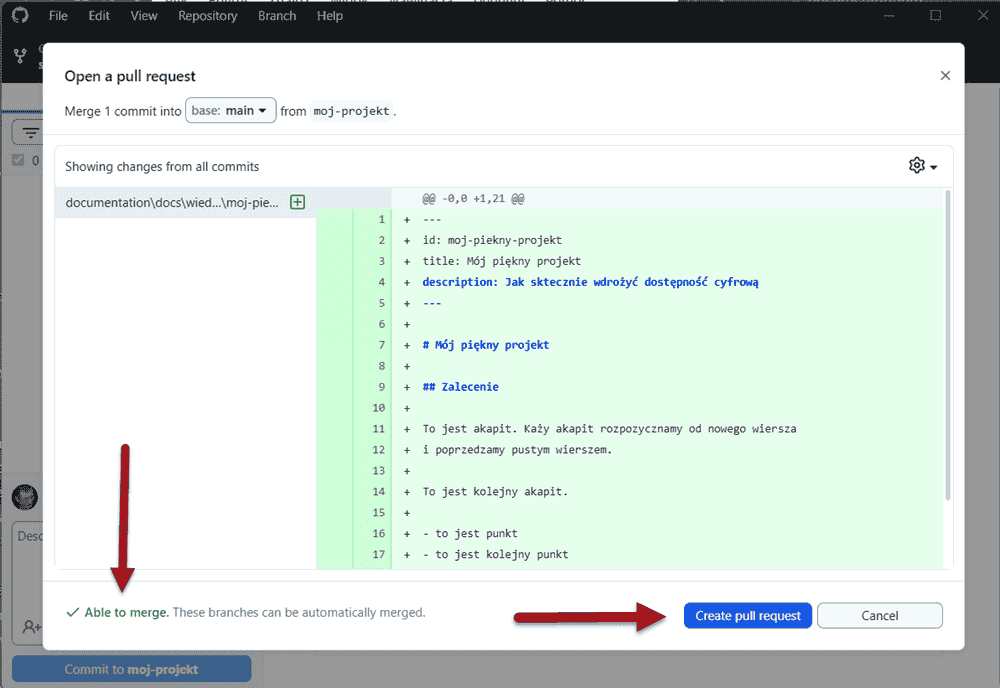 File Edit View Repository Branch Help
Open a pull request
Merge 1 commit into base: main from moj-projekt .
Showing changes from all commits
documentation\docs\wied...\moj-pie...
@@ -0,0 +1,21 @@
1 + ---
2 + id: moj-piekny-projekt
3 + title: Mój piękny projekt
4 + description: Jak sktecznie wdrożyć dostępność cyfrową
5 + ---
6 +
7 + # Mój piękny projekt
8 +
9 + ## Zalecenie
10 +
11 + To jest akapit. Każy akapit rozpozycznamy od nowego wiersza
12 + i poprzedzamy pustym wierszem.
13 +
14 + To jest kolejny akapit.
15 +
16 + - to jest punkt
17 + - to jest kolejny punkt
0
Desc
Able to merge. These branches can be automatically merged.
Create pull request Cancel
Commit to moj-projekt